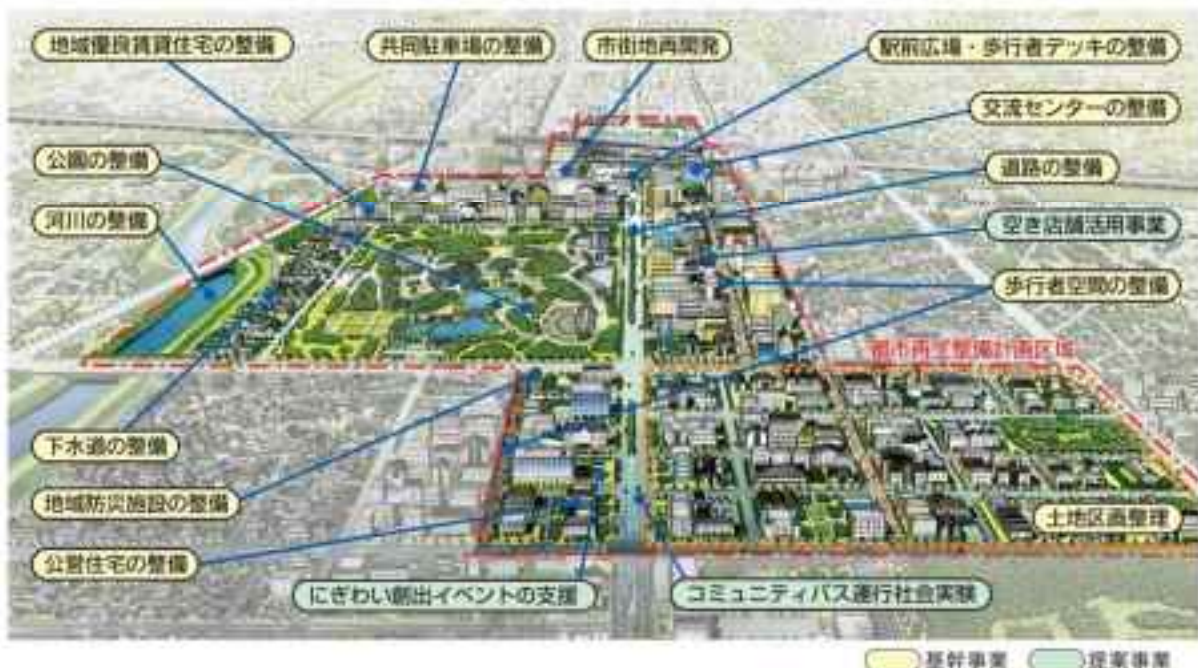 地域優良賃貸住宅の整備
共同駐車場の整備
市街地再開発
駅前広場・歩行者デッキの整備
交流センターの整備
公園の整備
道路の整備
河川の整備
空き店舗活用事業
歩行者空間の整備
都市再生整備計画区域
下水道の整備
地域防災施設の整備
土地区画整理
公営住宅の整備
にぎわい創出イベントの支援
コミュニティバス運行社会実験
基幹事業
提案事業